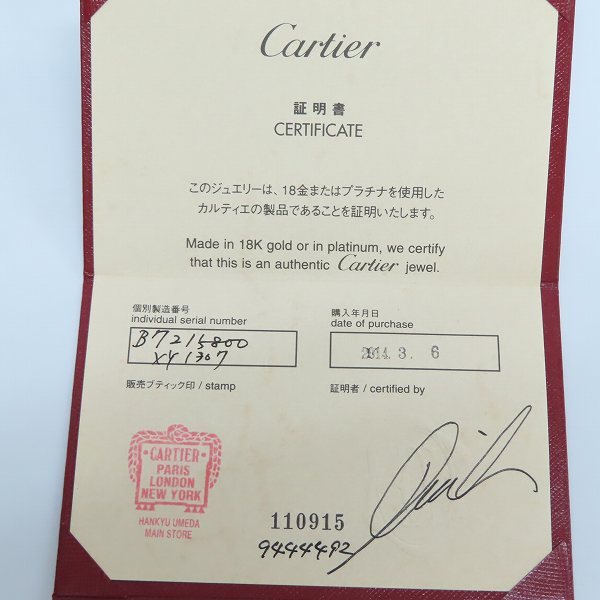 Cartier
証明書
CERTIFICATE
このジュエリーは、18金またはプラチナを使用した
カルティエの製品であることを証明いたします。
Made in 18K gold or in platinum, we certify
that this is an authentic Cartier jewel.
個別製造番号
individual serial number
B7215800
XY1307
購入年月日
date of purchase
2014. 3. 6
販売ブティック印 / stamp
証明者 / certified by
CARTIER
PARIS
LONDON
NEW YORK
HANKYU UMEDA
MAIN STORE
110915
9444492